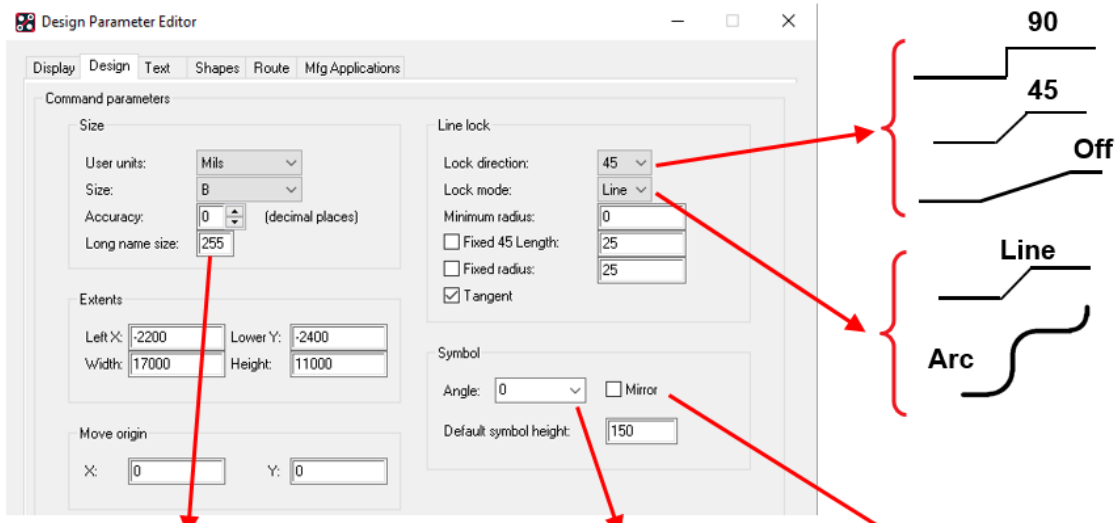 Design Parameter Editor
Display Design Text Shapes Route Mfg Applications
Command parameters
Size
User units: Mils
Size: B
Accuracy: 0 (decimal places)
Long name size: 255
Extents
Left X: -2200 Lower Y: -2400
Width: 17000 Height: 11000
Move origin
X: 0 Y: 0
Line lock
Lock direction: 45
Lock mode: Line
Minimum radius: 0
Fixed 45 Length: 25
Fixed radius: 25
Tangent
Symbol
Angle: 0 Mirror
Default symbol height: 150
90
45
Off
Line
Arc